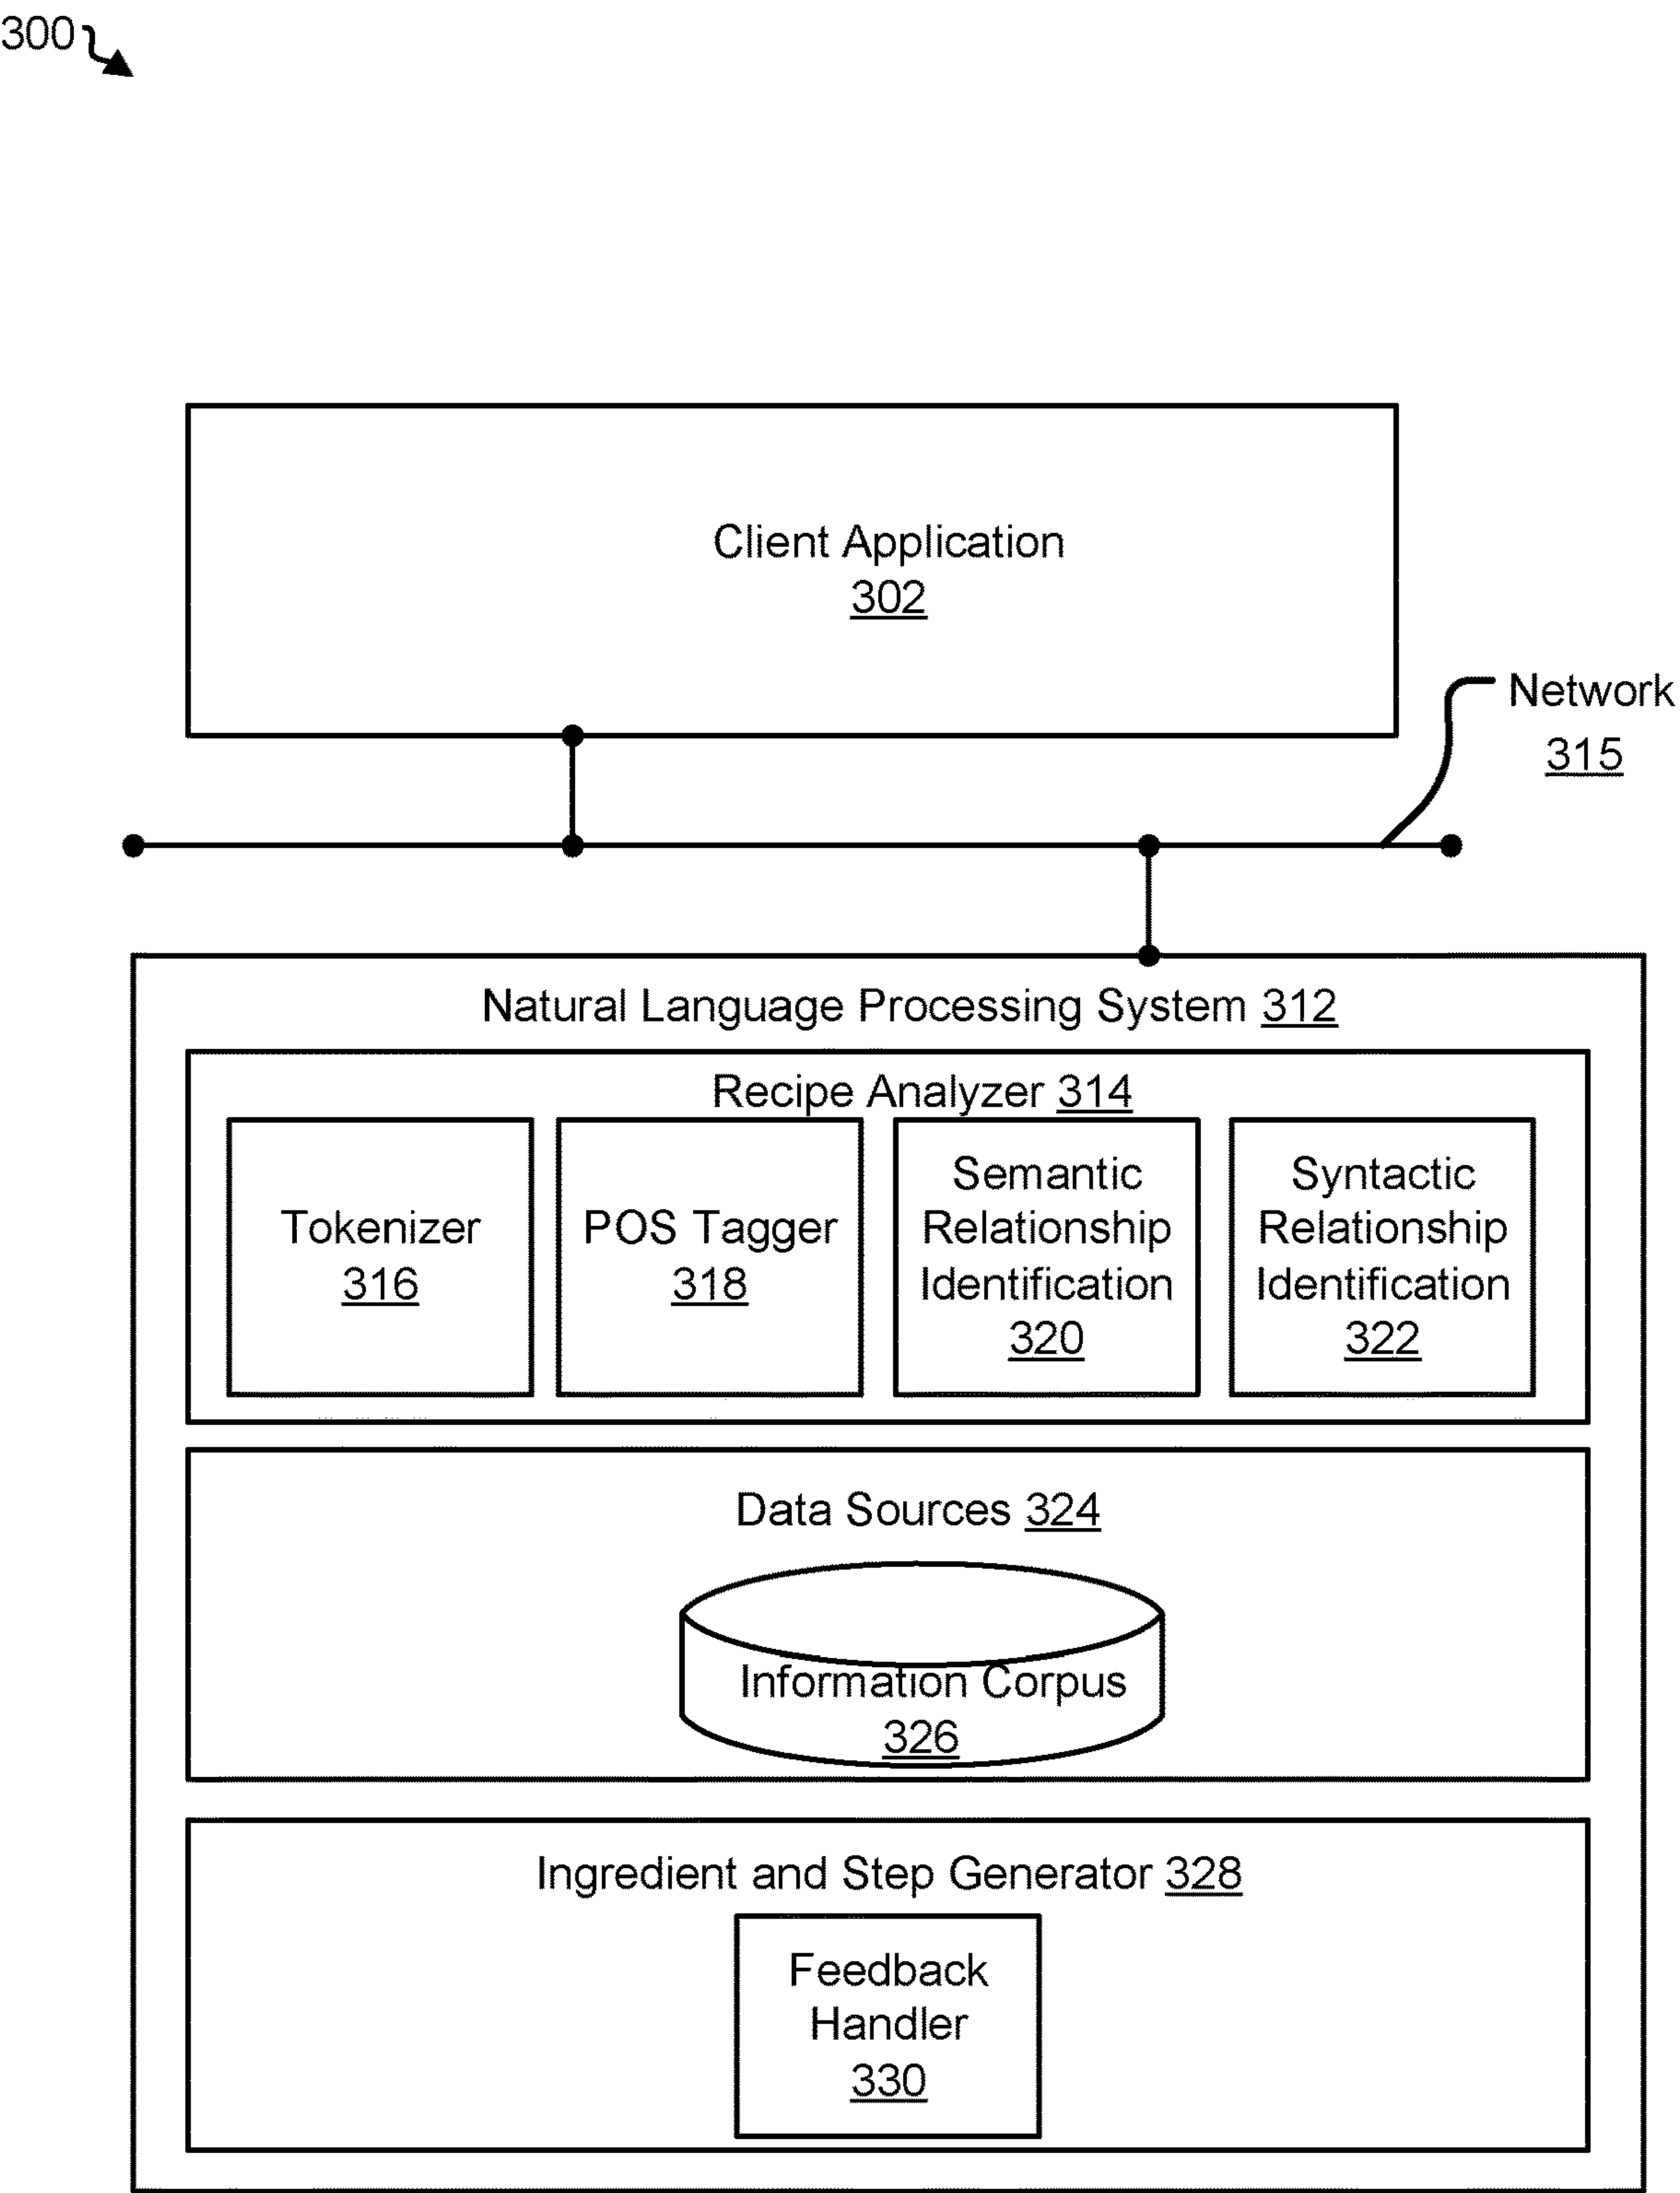 300
Client Application
302
Network
315
Natural Language Processing System 312
Recipe Analyzer 314
Tokenizer
316
POS Tagger
318
Semantic
Relationship
Identification
320
Syntactic
Relationship
Identification
322
Data Sources 324
Information Corpus
326
Ingredient and Step Generator 328
Feedback
Handler
330